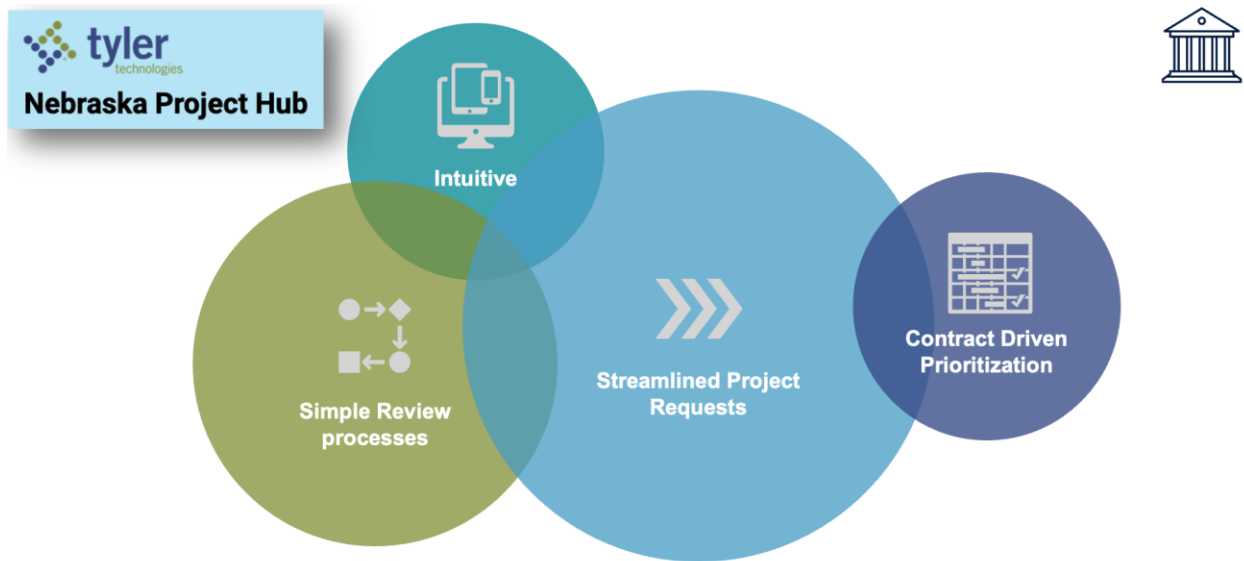 tyler
technologies
Nebraska Project Hub
Intuitive
Simple Review
processes
Streamlined Project
Requests
Contract Driven
Prioritization